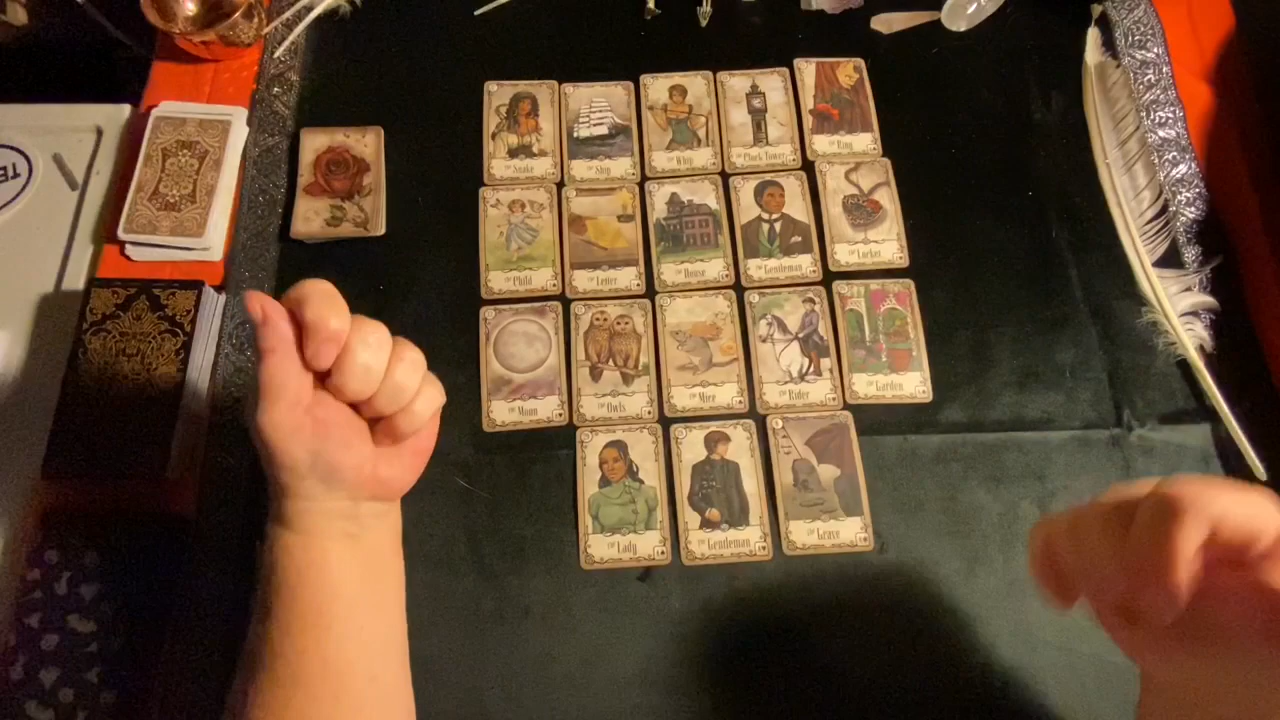 The Snake
The Ship
The Whip
The Clock Tower
The Ring
The Child
The Letter
The House
The Gentleman
The Locket
The Moon
The Owls
The Mice
The Rider
The Garden
The Lady
The Gentleman
The Grave
TE